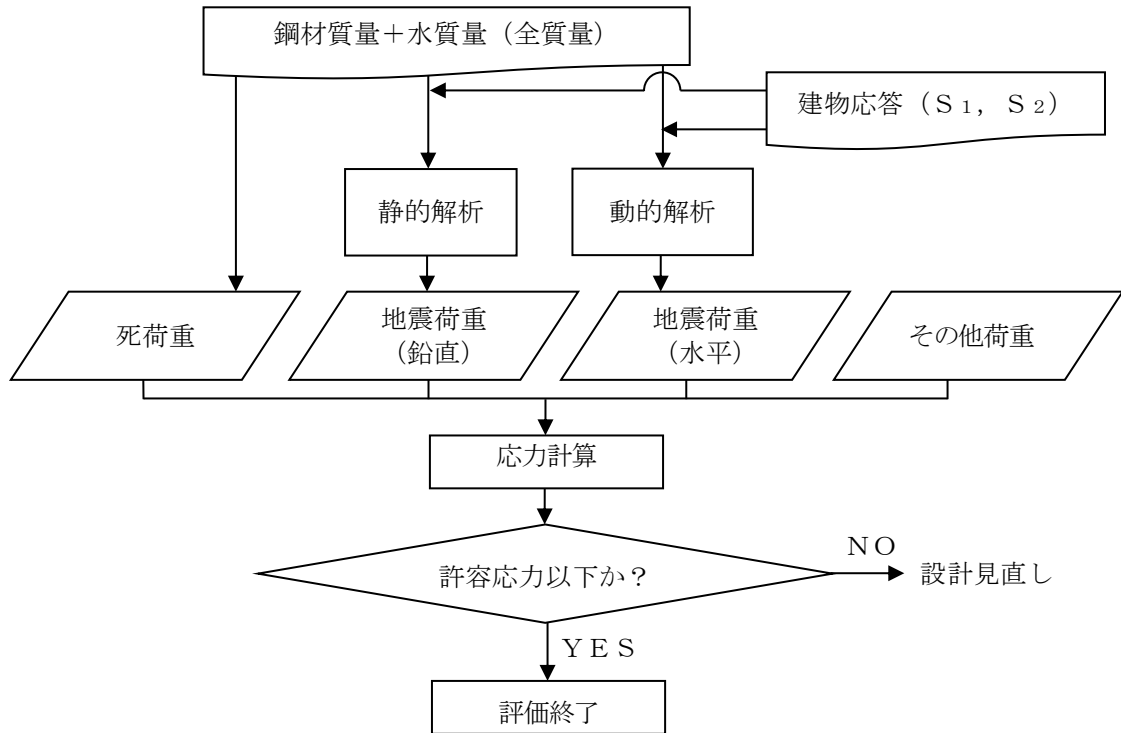 鋼材質量＋水質量（全質量）
建物応答（Ｓ₁，Ｓ₂）
静的解析
動的解析
死荷重
地震荷重
（鉛直）
地震荷重
（水平）
その他荷重
応力計算
許容応力以下か？
ＮＯ
設計見直し
ＹＥＳ
評価終了